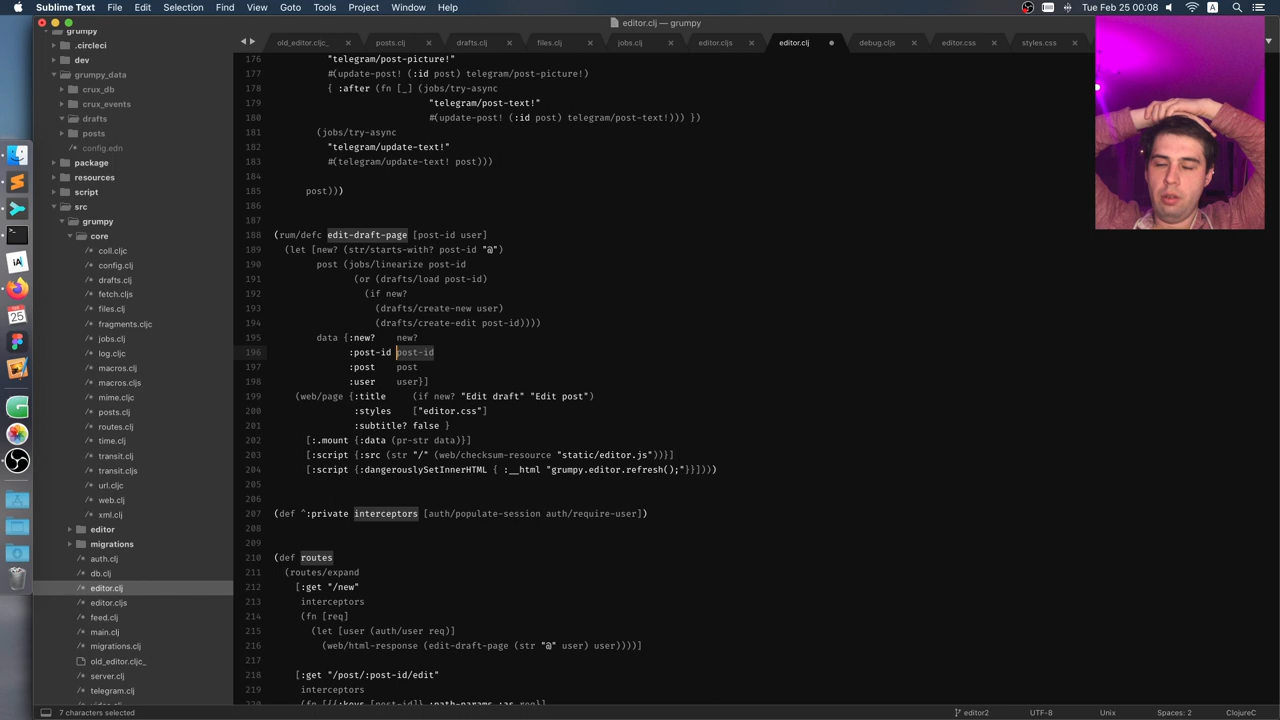 Sublime Text File Edit Selection Find View Goto Tools Project Window Help
Tue Feb 25 00:08
editor.clj — grumpy
old_editor.cljc_ posts.clj drafts.clj files.clj jobs.clj editor.cljs editor.clj debug.cljs editor.css styles.css
grumpy
.circleci
dev
grumpy_data
crux_db
crux_events
drafts
posts
config.edn
package
resources
script
src
grumpy
core
/* coll.cljc
/* config.clj
/* drafts.clj
/* fetch.cljs
/* files.clj
/* fragments.cljc
/* jobs.clj
/* log.cljc
/* macros.clj
/* macros.cljs
/* mime.cljc
/* posts.clj
/* routes.clj
/* time.clj
/* transit.clj
/* transit.cljs
/* url.cljc
/* web.clj
/* xml.clj
editor
migrations
/* auth.clj
/* db.clj
/* editor.clj
/* editor.cljs
/* feed.clj
/* main.clj
/* migrations.clj
old_editor.cljc_
/* server.clj
/* telegram.clj
176 "telegram/post-picture!"
177 #(update-post! (:id post) telegram/post-picture!)
178 { :after (fn [_] (jobs/try-async
179 "telegram/post-text!"
180 #(update-post! (:id post) telegram/post-text!))) })
181 (jobs/try-async
182 "telegram/update-text!"
183 #(telegram/update-text! post)))
184
185 post)))
186
187
188 (rum/defc edit-draft-page [post-id user]
189 (let [new? (str/starts-with? post-id "@")
190 post (jobs/linearize post-id
191 (or (drafts/load post-id)
192 (if new?
193 (drafts/create-new user)
194 (drafts/create-edit post-id))))
195 data {:new? new?
196 :post-id post-id
197 :post post
198 :user user}]
199 (web/page {:title (if new? "Edit draft" "Edit post")
200 :styles ["editor.css"]
201 :subtitle? false }
202 [:.mount {:data (pr-str data)}]
203 [:script {:src (str "/" (web/checksum-resource "static/editor.js"))}]
204 [:script {:dangerouslySetInnerHTML { :__html "grumpy.editor.refresh();"}}])))
205
206
207 (def ^:private interceptors [auth/populate-session auth/require-user])
208
209
210 (def routes
211 (routes/expand
212 [:get "/new"
213 interceptors
214 (fn [req]
215 (let [user (auth/user req)]
216 (web/html-response (edit-draft-page (str "@" user) user))))]
217
218 [:get "/post/:post-id/edit"
219 interceptors
220 (fn [{{:keys [post-id]} :path-params :as req}]
7 characters selected
editor2 UTF-8 Unix Spaces: 2 ClojureC
TUE
25
iA